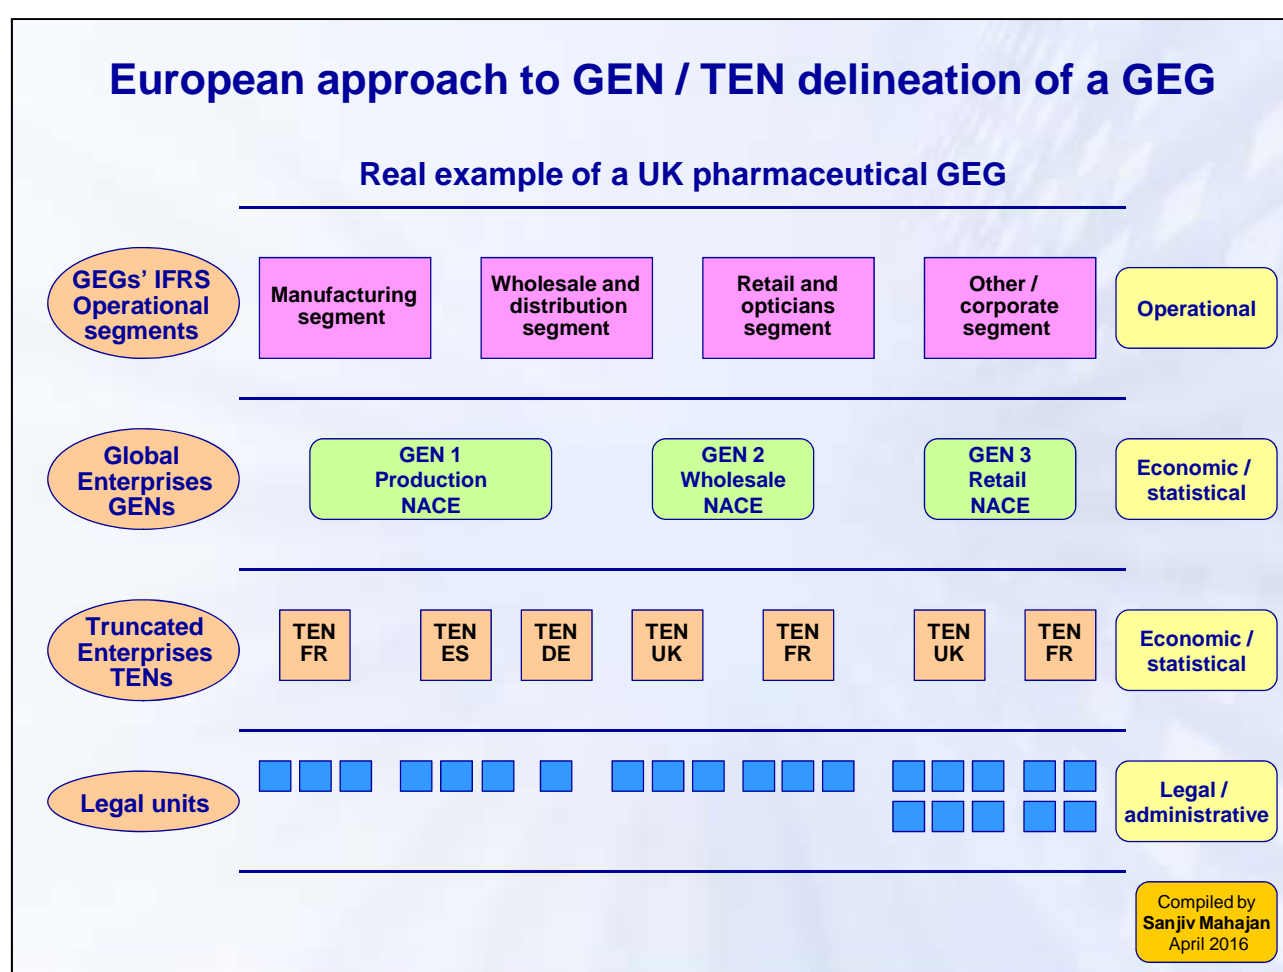 European approach to GEN / TEN delineation of a GEG
Real example of a UK pharmaceutical GEG
GEGs’ IFRS
Operational
segments
Manufacturing
segment
Wholesale and
distribution
segment
Retail and
opticians
segment
Other /
corporate
segment
Operational
Global
Enterprises
GENs
GEN 1
Production
NACE
GEN 2
Wholesale
NACE
GEN 3
Retail
NACE
Economic /
statistical
Truncated
Enterprises
TENs
TEN
FR
TEN
ES
TEN
DE
TEN
UK
TEN
FR
TEN
UK
TEN
FR
Economic /
statistical
Legal units
Legal /
administrative
Compiled by
Sanjiv Mahajan
April 2016